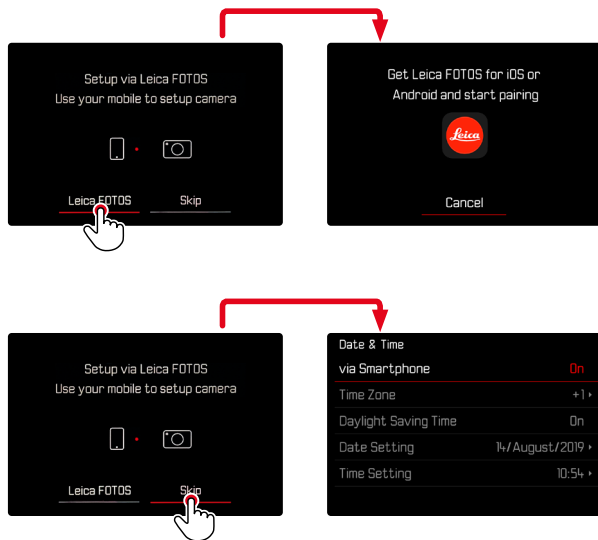 Setup via Leica FOTOS
Use your mobile to setup camera
Leica FOTOS Skip
Get Leica FOTOS for iOS or
Android and start pairing
Leica
Cancel
Setup via Leica FOTOS
Use your mobile to setup camera
Leica FOTOS Skip
Date & Time
via Smartphone On
Time Zone +1
Daylight Saving Time On
Date Setting 14/August/2019
Time Setting 10:54